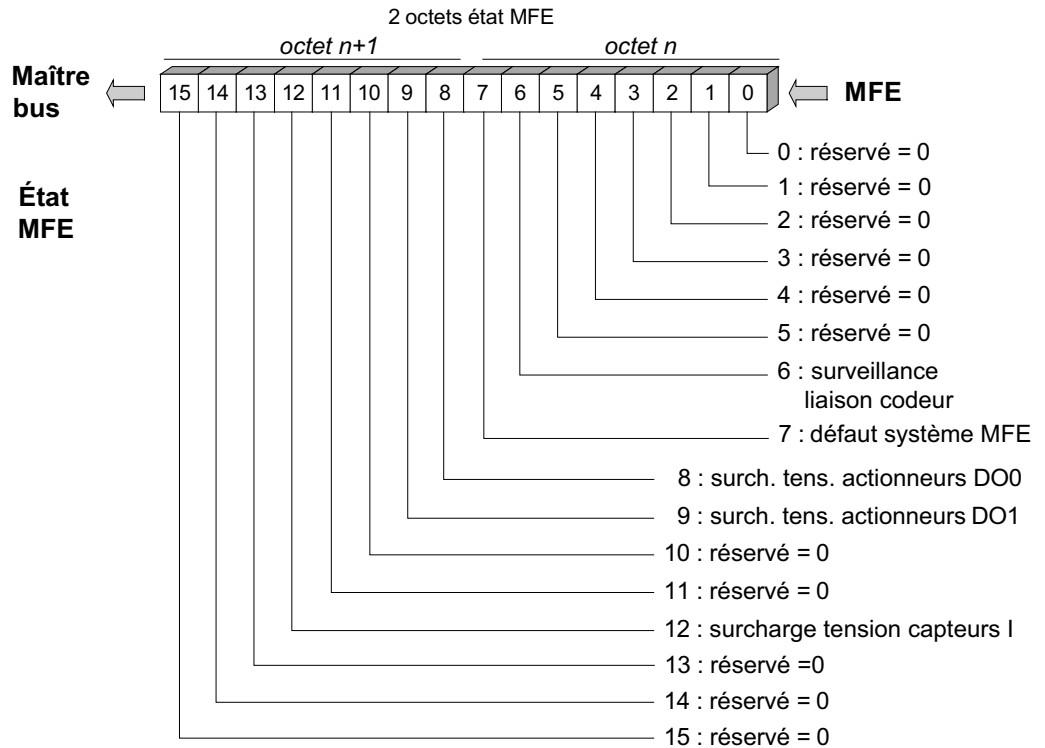 2 octets état MFE
octet n+1 octet n
Maître bus
15 14 13 12 11 10 9 8 7 6 5 4 3 2 1 0
MFE
État
MFE
0 : réservé = 0
1 : réservé = 0
2 : réservé = 0
3 : réservé = 0
4 : réservé = 0
5 : réservé = 0
6 : surveillance
liaison codeur
7 : défaut système MFE
8 : surch. tens. actionneurs DO0
9 : surch. tens. actionneurs DO1
10 : réservé = 0
11 : réservé = 0
12 : surcharge tension capteurs I
13 : réservé =0
14 : réservé = 0
15 : réservé = 0